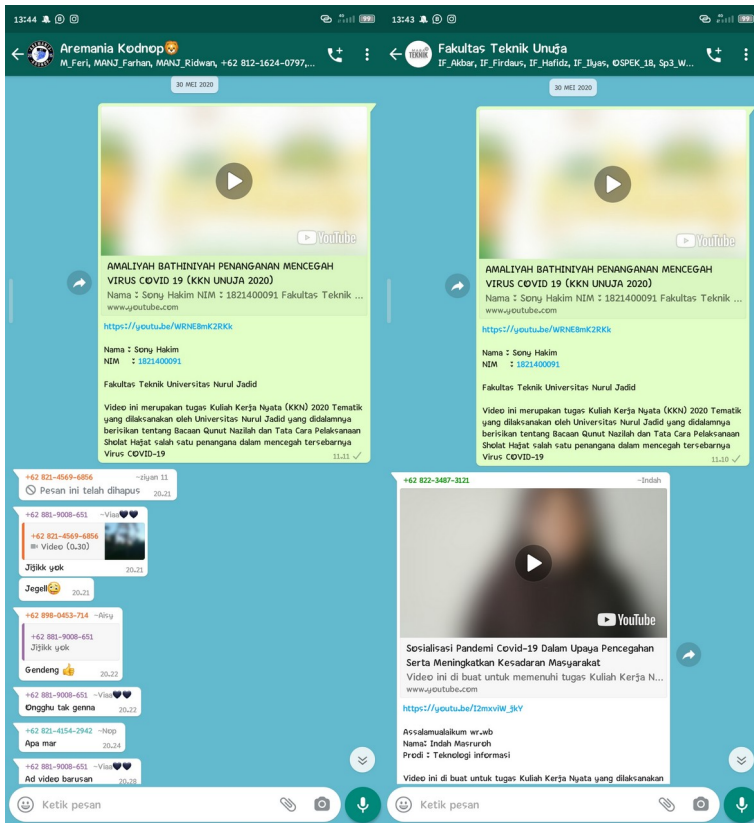 13:44
99
Aremania Kodnop
M_Feri, MANJ_Farhan, MANJ_Ridwan, +62 812-1624-0797,...
30 MEI 2020
YouTube
AMALIYAH BATHINIYAH PENANGANAN MENCEGAH
VIRUS COVID 19 (KKN UNUJA 2020)
Nama : Sony Hakim NIM : 1821400091 Fakultas Teknik ...
www.youtube.com
https://youtu.be/WRNE8mK2RKk
Nama : Sony Hakim
NIM : 1821400091
Fakultas Teknik Universitas Nurul Jadid
Video ini merupakan tugas Kuliah Kerja Nyata (KKN) 2020 Tematik
yang dilaksanakan oleh Universitas Nurul Jadid yang didalamnya
berisikan tentang Bacaan Qunut Nazilah dan Tata Cara Pelaksanaan
Sholat Hajat salah satu penangana dalam mencegah tersebarnya
Virus COVID-19
11.11
+62 821-4569-6856 ~ziyan 11
Pesan ini telah dihapus 20.21
+62 881-9008-651 ~Viaa
+62 821-4569-6856
Video (0.30)
Jijikk yok 20.21
Jegell 20.21
+62 898-0453-714 ~Aisy
+62 881-9008-651
Jijikk yok
Gendeng 20.22
+62 881-9008-651 ~Viaa
Ongghu tak genna 20.22
+62 821-4154-2942 ~Nop
Apa mar 20.24
+62 881-9008-651 ~Viaa
Ad video barusan 20.28
Ketik pesan
13:43
99
Fakultas Teknik Unuja
IF_Akbar, IF_Firdaus, IF_Hafidz, IF_Ilyas, OSPEK_18, Sp3_W...
30 MEI 2020
YouTube
AMALIYAH BATHINIYAH PENANGANAN MENCEGAH
VIRUS COVID 19 (KKN UNUJA 2020)
Nama : Sony Hakim NIM : 1821400091 Fakultas Teknik ...
www.youtube.com
https://youtu.be/WRNE8mK2RKk
Nama : Sony Hakim
NIM : 1821400091
Fakultas Teknik Universitas Nurul Jadid
Video ini merupakan tugas Kuliah Kerja Nyata (KKN) 2020 Tematik
yang dilaksanakan oleh Universitas Nurul Jadid yang didalamnya
berisikan tentang Bacaan Qunut Nazilah dan Tata Cara Pelaksanaan
Sholat Hajat salah satu penangana dalam mencegah tersebarnya
Virus COVID-19
11.10
+62 822-3487-3121 ~Indah
YouTube
Sosialisasi Pandemi Covid-19 Dalam Upaya Pencegahan
Serta Meningkatkan Kesadaran Masyarakat
Video ini di buat untuk memenuhi tugas Kuliah Kerja N...
www.youtube.com
https://youtu.be/I2mxviW_jkY
Assalamualaikum wr.wb
Nama: Indah Masruroh
Prodi : Teknologi informasi
Video ini di buat untuk tugas Kuliah Kerja Nyata yang dilaksanakan
Ketik pesan